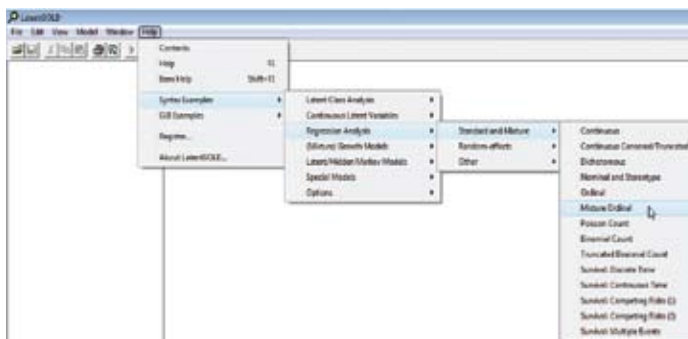 LatentGOLD
File Edit View Model Window Help
Contents
Help F1
Item Help Shift+F1
Syntax Examples
GUI Examples
Register...
About LatentGOLD...
Latent Class Analysis
Continuous Latent Variables
Regression Analysis
(Mixture) Growth Models
Latent/Hidden Markov Models
Special Models
Options
Standard and Mixture
Random-effects
Other
Continuous
Continuous Censored/Truncated
Dichotomous
Nominal and Stereotype
Ordinal
Mixture Ordinal
Poisson Count
Binomial Count
Truncated Binomial Count
Survival: Discrete Time
Survival: Continuous Time
Survival: Competing Risks (1)
Survival: Competing Risks (2)
Survival: Multiple Events